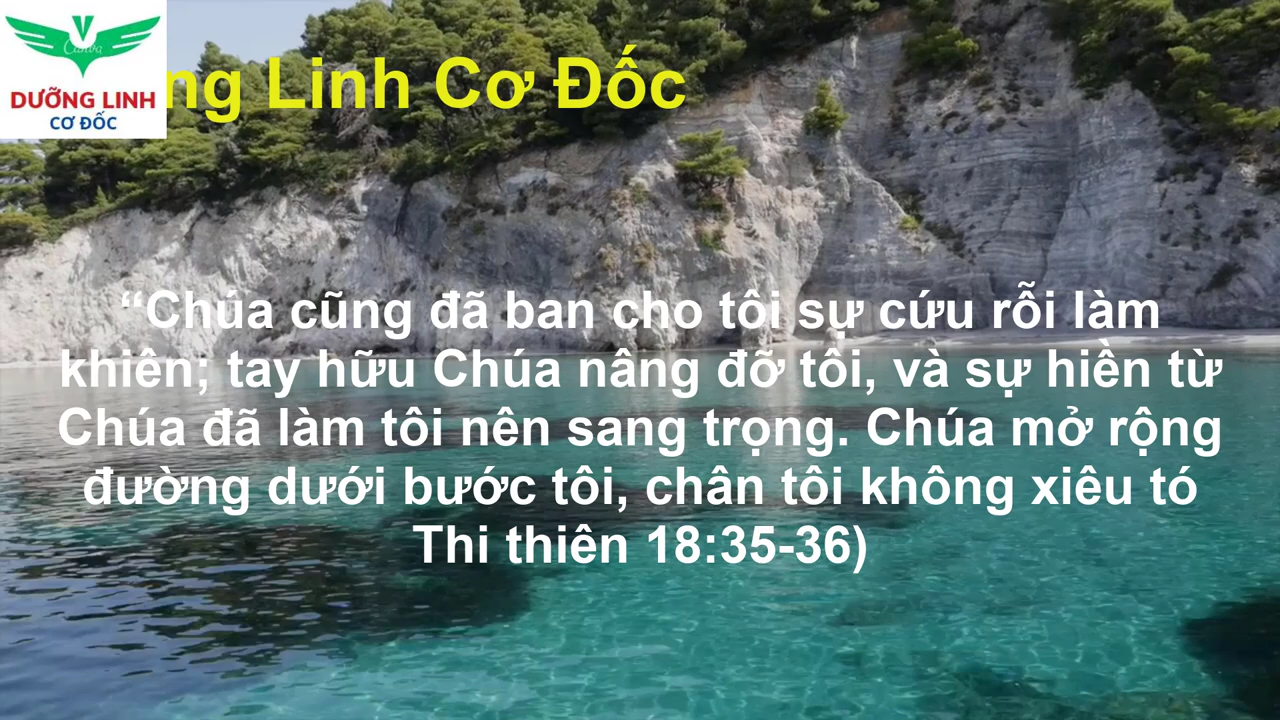 V
Canva
DƯỠNG LINH
CƠ ĐỐC
ng Linh Cơ Đốc
“Chúa cũng đã ban cho tôi sự cứu rỗi làm
khiên; tay hữu Chúa nâng đỡ tôi, và sự hiền từ
Chúa đã làm tôi nên sang trọng. Chúa mở rộng
đường dưới bước tôi, chân tôi không xiêu tó
Thi thiên 18:35-36)